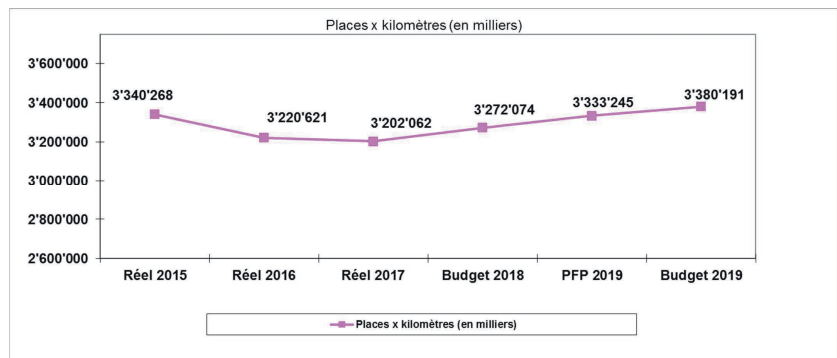 Places x kilomètres (en milliers)
3'600'000
3'400'000
3'200'000
3'000'000
2'800'000
2'600'000
3'340'268
3'220'621
3'202'062
3'272'074
3'333'245
3'380'191
Réel 2015
Réel 2016
Réel 2017
Budget 2018
PFP 2019
Budget 2019
Places x kilomètres (en milliers)